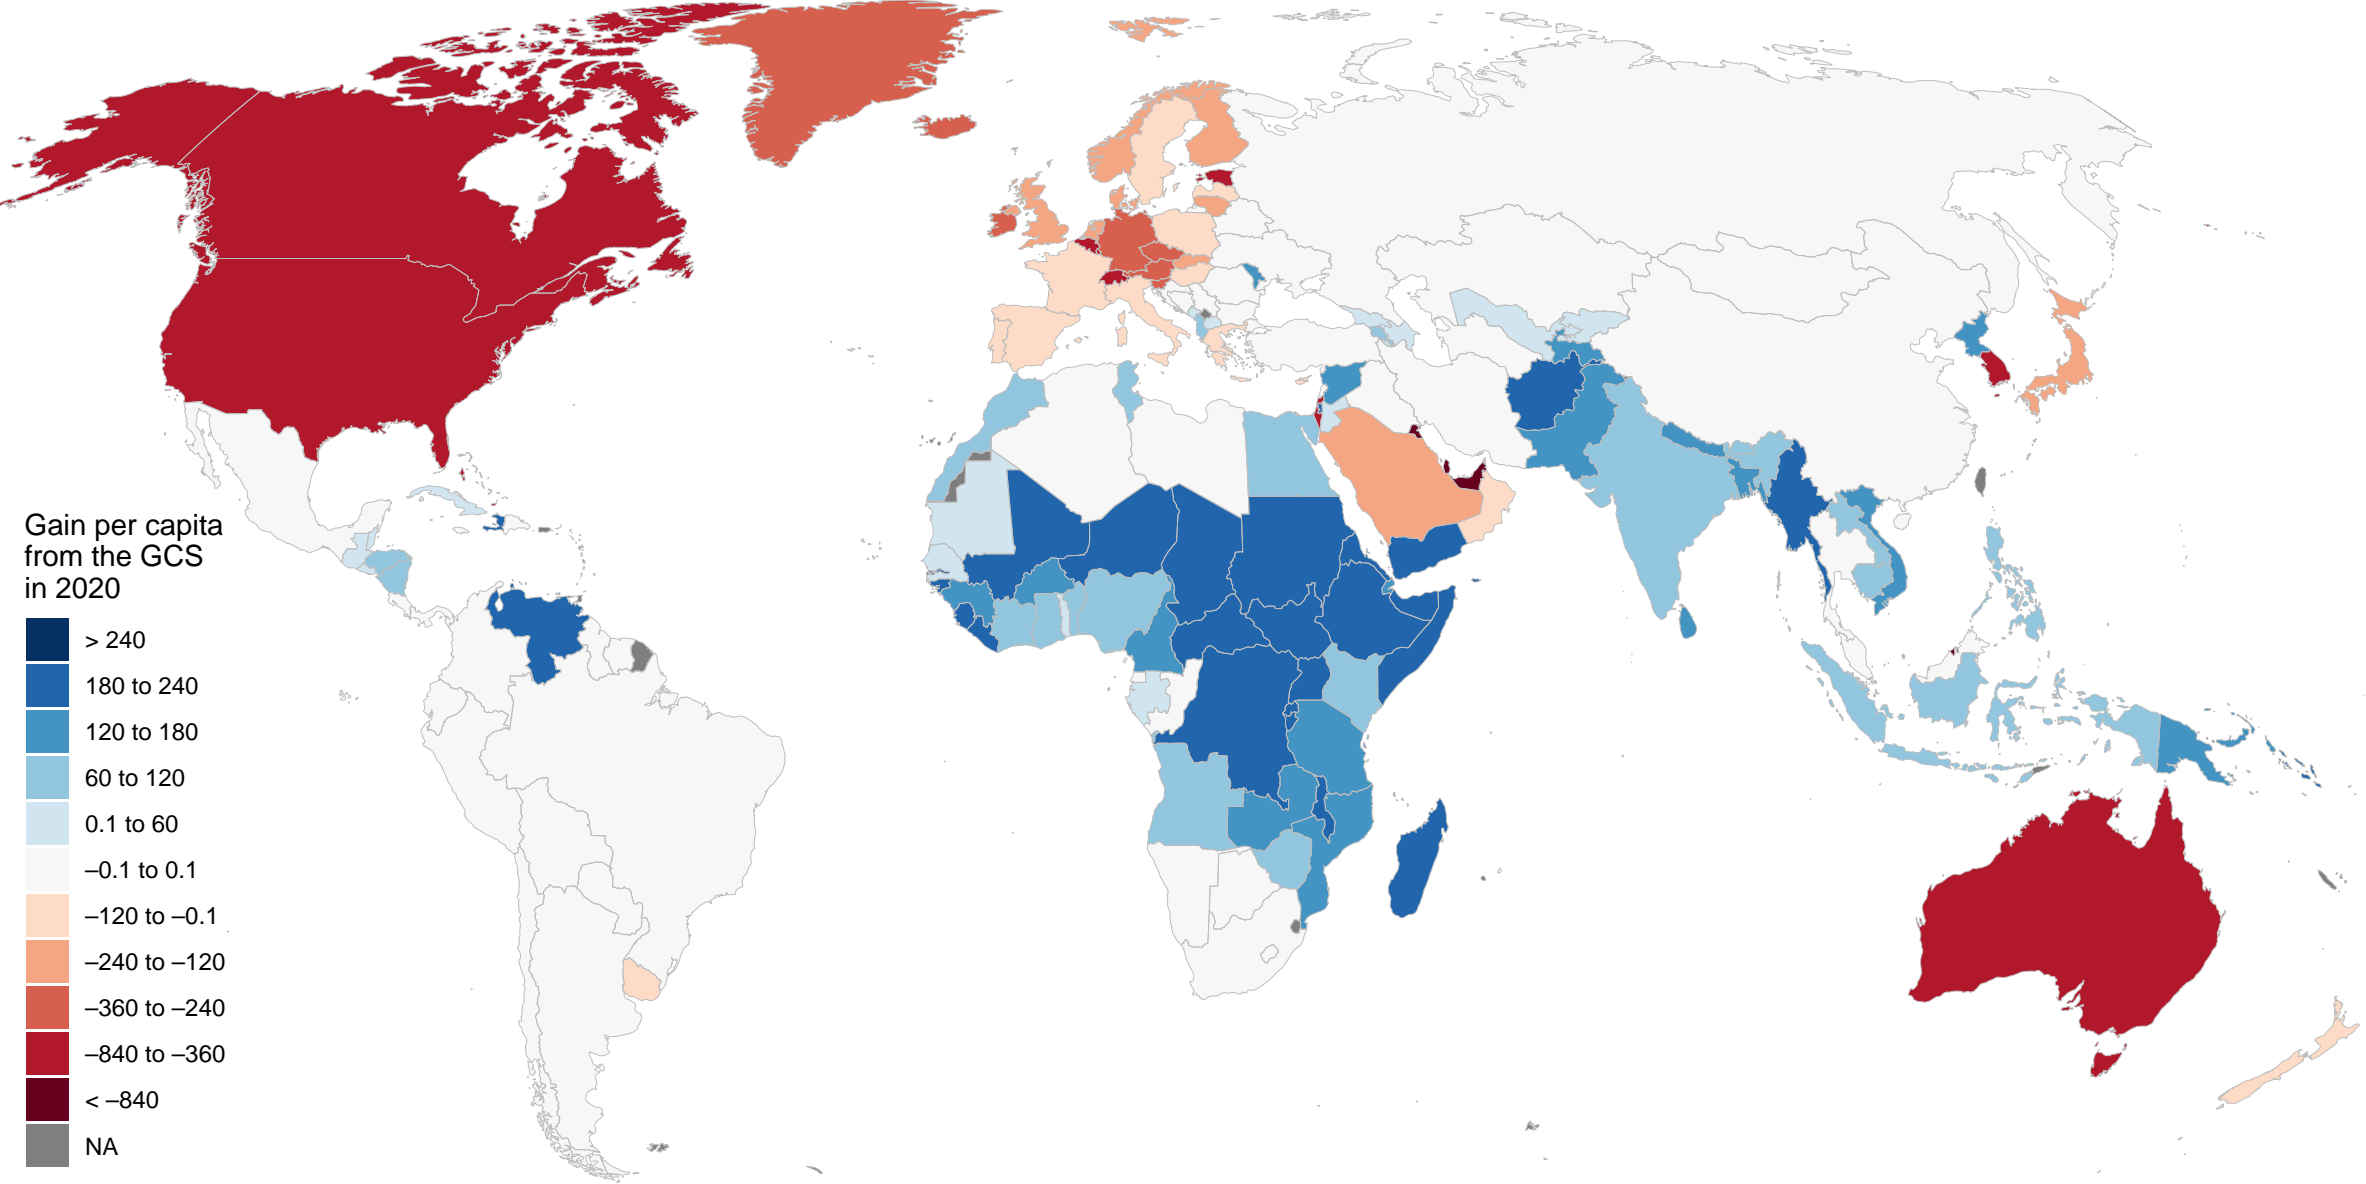 Gain per capita
from the GCS
in 2020
> 240
180 to 240
120 to 180
60 to 120
0.1 to 60
–0.1 to 0.1
–120 to –0.1
–240 to –120
–360 to –240
–840 to –360
< –840
NA